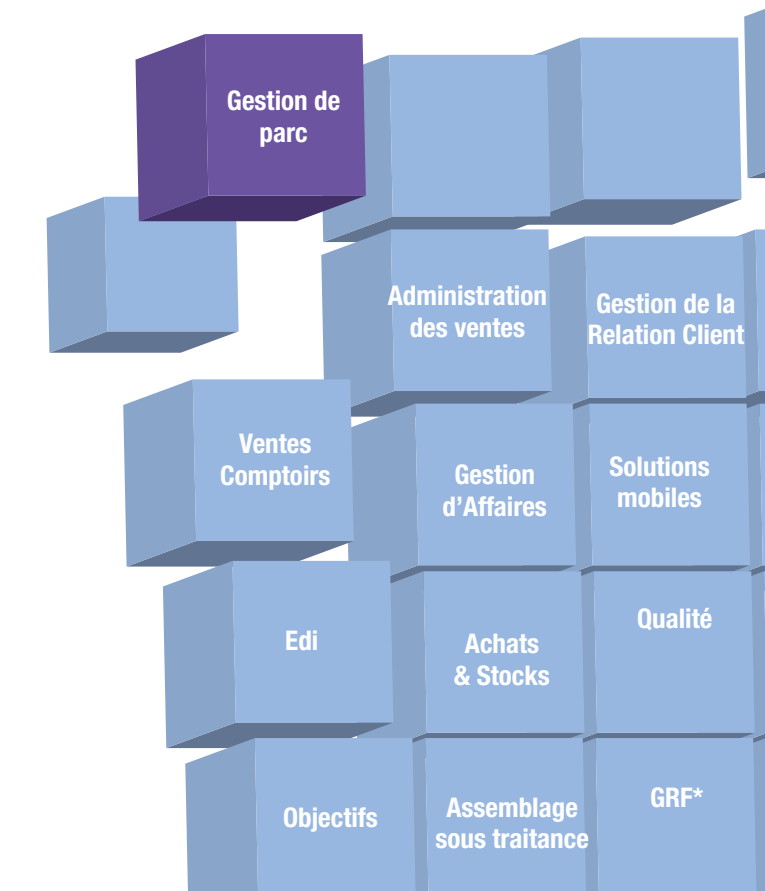 Gestion de
parc
Administration
des ventes
Gestion de la
Relation Client
Ventes
Comptoirs
Gestion
d’Affaires
Solutions
mobiles
Edi
Achats
& Stocks
Qualité
Objectifs
Assemblage
sous traitance
GRF*